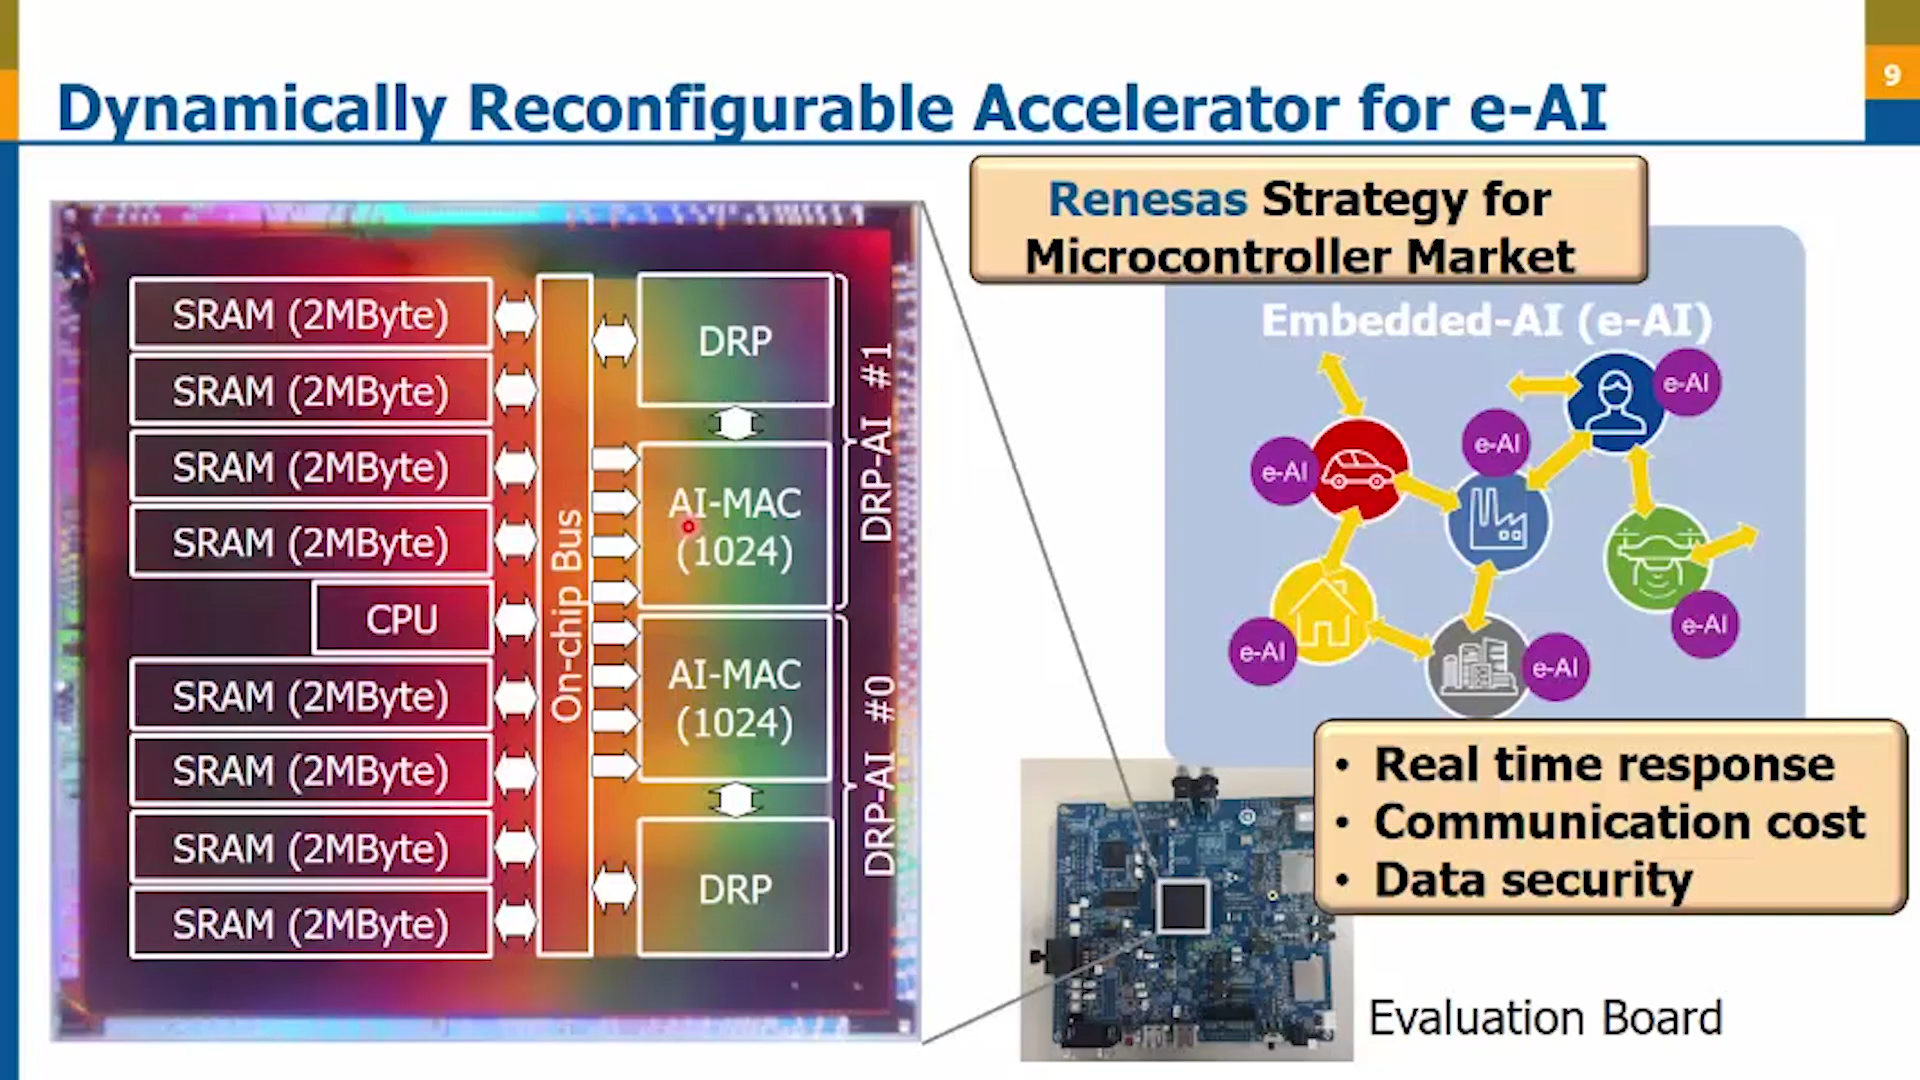 9
Dynamically Reconfigurable Accelerator for e-AI
SRAM (2MByte)
SRAM (2MByte)
SRAM (2MByte)
SRAM (2MByte)
CPU
SRAM (2MByte)
SRAM (2MByte)
SRAM (2MByte)
SRAM (2MByte)
On-chip Bus
DRP
AI-MAC
(1024)
AI-MAC
(1024)
DRP
DRP-AI #1
DRP-AI #0
Renesas Strategy for
Microcontroller Market
Embedded-AI (e-AI)
e-AI
e-AI
e-AI
e-AI
e-AI
e-AI
• Real time response
• Communication cost
• Data security
Evaluation Board